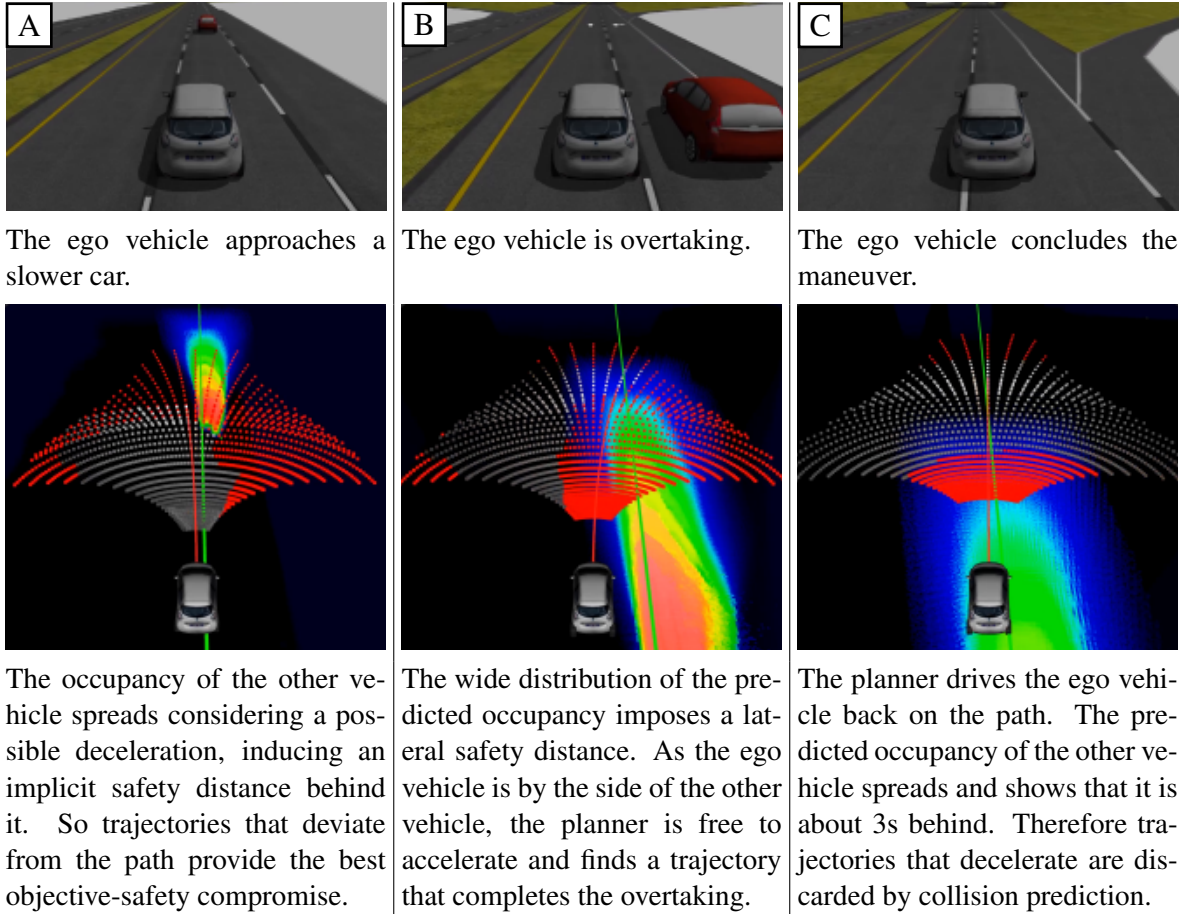 A
B
C
The ego vehicle approaches a
slower car.
The ego vehicle is overtaking.
The ego vehicle concludes the
maneuver.
The occupancy of the other ve-
hicle spreads considering a pos-
sible deceleration, inducing an
implicit safety distance behind
it. So trajectories that deviate
from the path provide the best
objective-safety compromise.
The wide distribution of the pre-
dicted occupancy imposes a lat-
eral safety distance. As the ego
vehicle is by the side of the other
vehicle, the planner is free to
accelerate and finds a trajectory
that completes the overtaking.
The planner drives the ego vehi-
cle back on the path. The pre-
dicted occupancy of the other ve-
hicle spreads and shows that it is
about 3s behind. Therefore tra-
jectories that decelerate are dis-
carded by collision prediction.